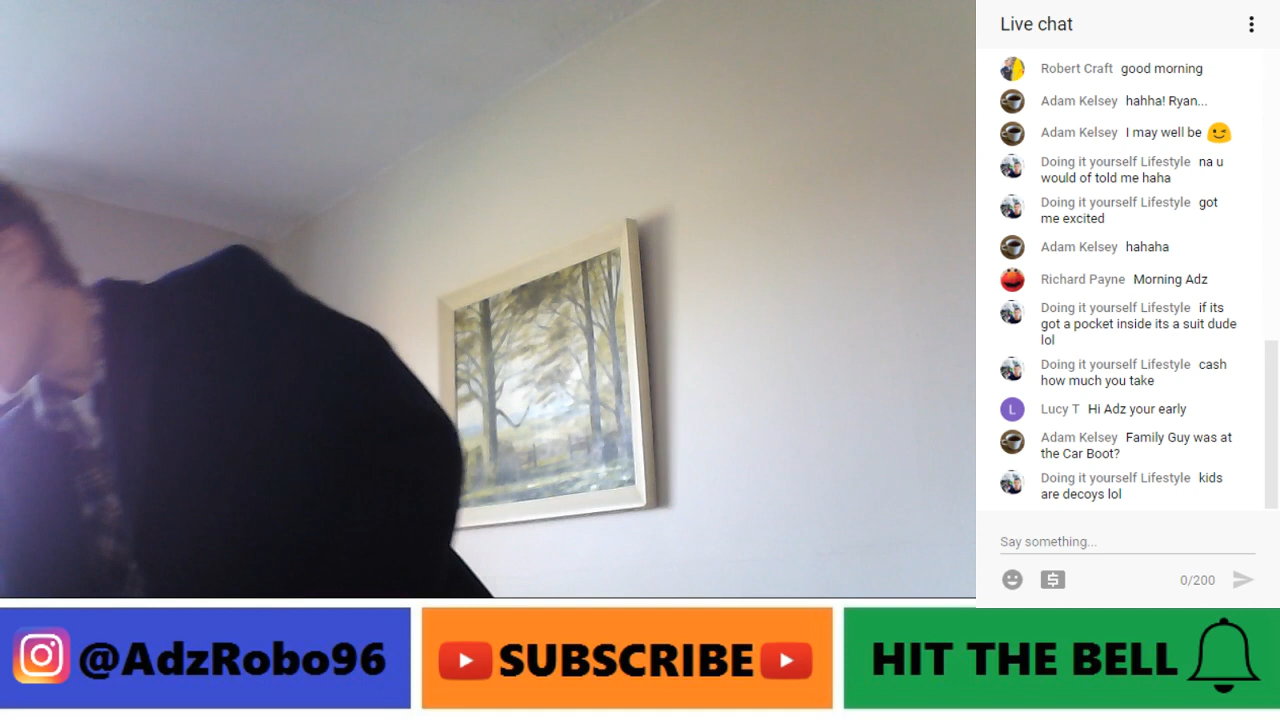 Live chat
Robert Craft good morning
Adam Kelsey hahha! Ryan...
Adam Kelsey I may well be
Doing it yourself Lifestyle na u
would of told me haha
Doing it yourself Lifestyle got
me excited
Adam Kelsey hahaha
Richard Payne Morning Adz
Doing it yourself Lifestyle if its
got a pocket inside its a suit dude
lol
Doing it yourself Lifestyle cash
how much you take
L Lucy T Hi Adz your early
Adam Kelsey Family Guy was at
the Car Boot?
Doing it yourself Lifestyle kids
are decoys lol
Say something...
0/200
@AdzRobo96
SUBSCRIBE
HIT THE BELL